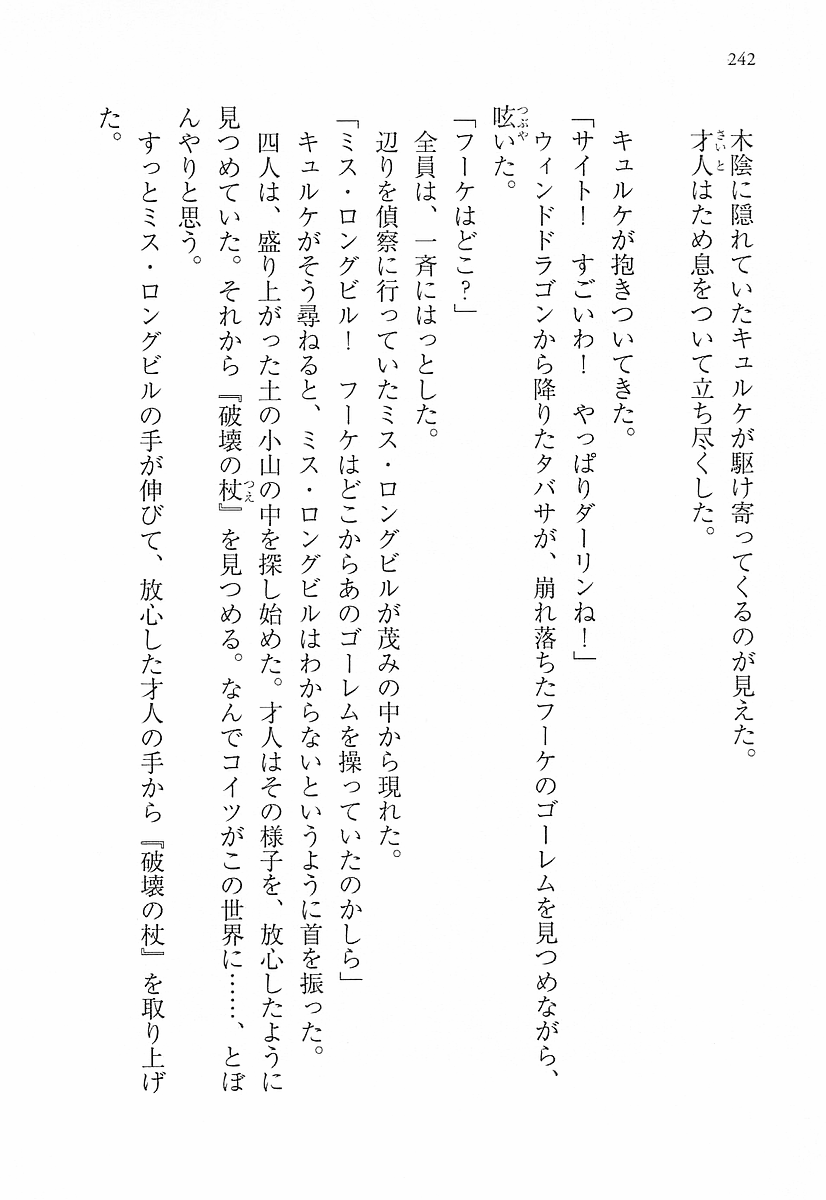 242
木陰に隠れていたキュルケが駆け寄ってくるのが見えた。
才人はため息をついて立ち尽くした。
キュルケが抱きついてきた。
「サイト！　すごいわ！　やっぱりダーリンね！」
ウィンドドラゴンから降りたタバサが、崩れ落ちたフーケのゴーレムを見つめながら、
呟いた。
「フーケはどこ？」
全員は、一斉にはっとした。
辺りを偵察に行っていたミス・ロングビルが茂みの中から現れた。
「ミス・ロングビル！　フーケはどこからあのゴーレムを操っていたのかしら」
キュルケがそう尋ねると、ミス・ロングビルはわからないというように首を振った。
四人は、盛り上がった土の小山の中を探し始めた。才人はその様子を、放心したように
見つめていた。それから『破壊の杖』を見つめる。なんでコイツがこの世界に……、とぼ
んやりと思う。
すっとミス・ロングビルの手が伸びて、放心した才人の手から『破壊の杖』を取り上げ
た。